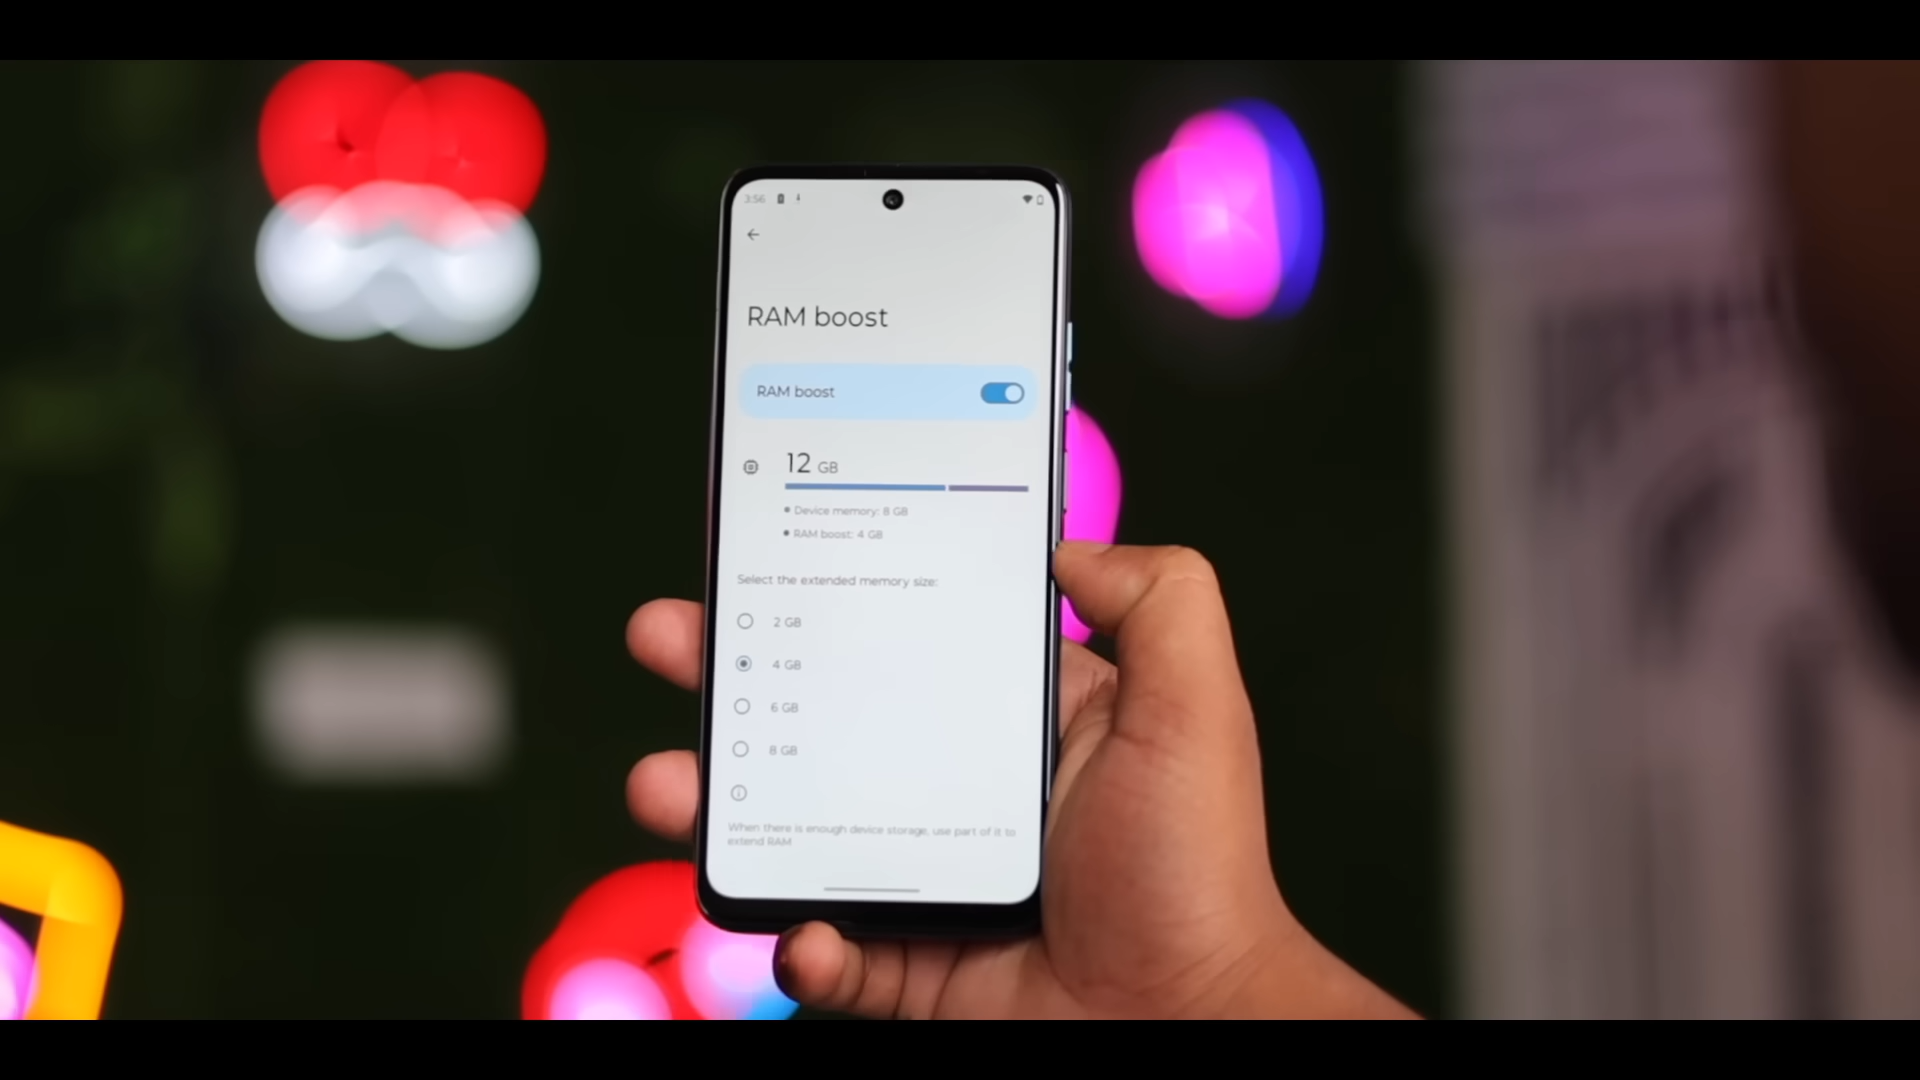 3:56
RAM boost
RAM boost
12 GB
Device memory: 8 GB
RAM boost: 4 GB
Select the extended memory size:
2 GB
4 GB
6 GB
8 GB
When there is enough device storage, use part of it to
extend RAM